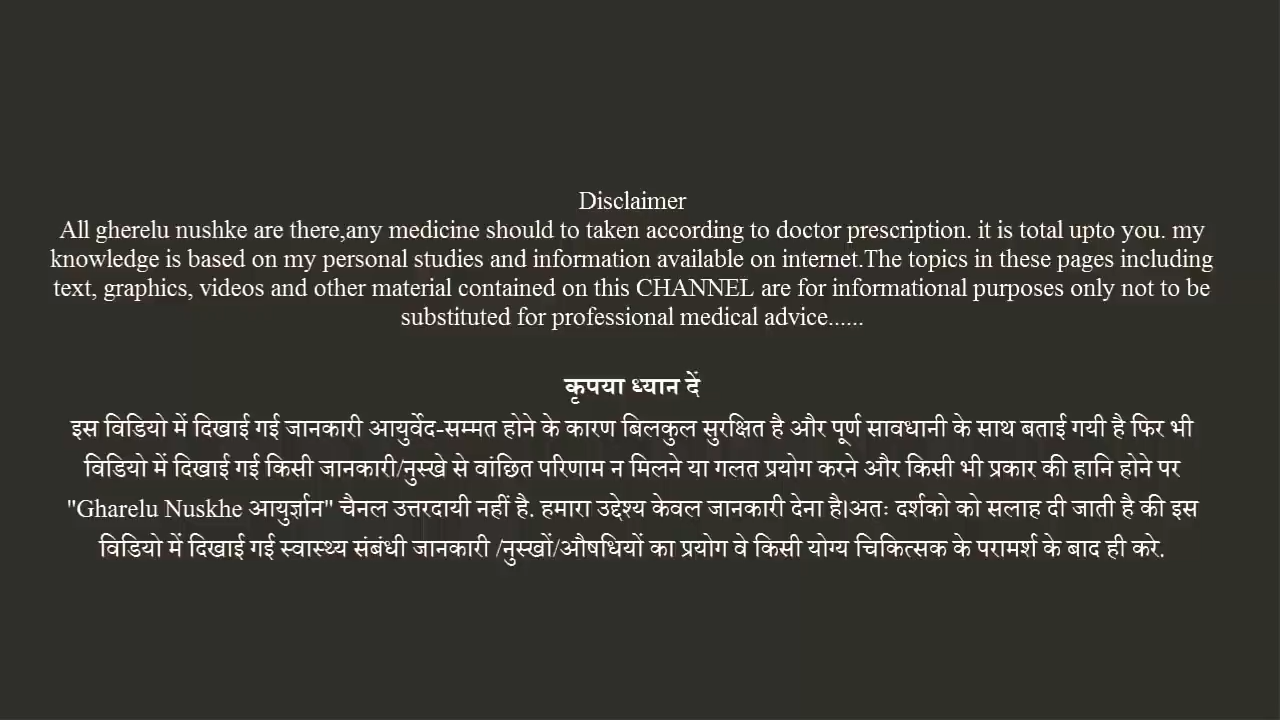 Disclaimer
All gherelu nushke are there,any medicine should to taken according to doctor prescription. it is total upto you. my
knowledge is based on my personal studies and information available on internet.The topics in these pages including
text, graphics, videos and other material contained on this CHANNEL are for informational purposes only not to be
substituted for professional medical advice......
कृपया ध्यान दें
इस विडियो में दिखाई गई जानकारी आयुर्वेद-सम्मत होने के कारण बिलकुल सुरक्षित है और पूर्ण सावधानी के साथ बताई गयी है फिर भी
विडियो में दिखाई गई किसी जानकारी/नुस्खे से वांछित परिणाम न मिलने या गलत प्रयोग करने और किसी भी प्रकार की हानि होने पर
"Gharelu Nuskhe आयुर्ज्ञान" चैनल उत्तरदायी नहीं है. हमारा उद्देश्य केवल जानकारी देना है।अतः दर्शको को सलाह दी जाती है की इस
विडियो में दिखाई गई स्वास्थ्य संबंधी जानकारी /नुस्खों/औषधियों का प्रयोग वे किसी योग्य चिकित्सक के परामर्श के बाद ही करे.